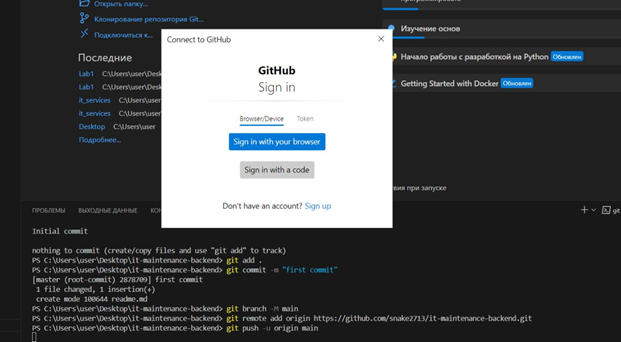 Открыть папку...
Клонирование репозитория Git...
Подключиться к...
Последние
Lab1 C:\Users\user\Desk
Lab1 C:\Users\user
it_services C:\Users\user
it_services C:\Users\user
Desktop C:\Users\user
Подробнее...
Изучение основ
Начало работы с разработкой на Python Обновлен
Getting Started with Docker Обновлен
при запуске
Connect to GitHub
GitHub
Sign in
Browser/Device Token
Sign in with your browser
Sign in with a code
Don't have an account? Sign up
ПРОБЛЕМЫ ВЫХОДНЫЕ ДАННЫЕ КОН
git
Initial commit
nothing to commit (create/copy files and use "git add" to track)
PS C:\Users\user\Desktop\it-maintenance-backend> git add .
PS C:\Users\user\Desktop\it-maintenance-backend> git commit -m "first commit"
[master (root-commit) 2878709] first commit
1 file changed, 1 insertion(+)
create mode 100644 readme.md
PS C:\Users\user\Desktop\it-maintenance-backend> git branch -M main
PS C:\Users\user\Desktop\it-maintenance-backend> git remote add origin https://github.com/snake2713/it-maintenance-backend.git
PS C:\Users\user\Desktop\it-maintenance-backend> git push -u origin main